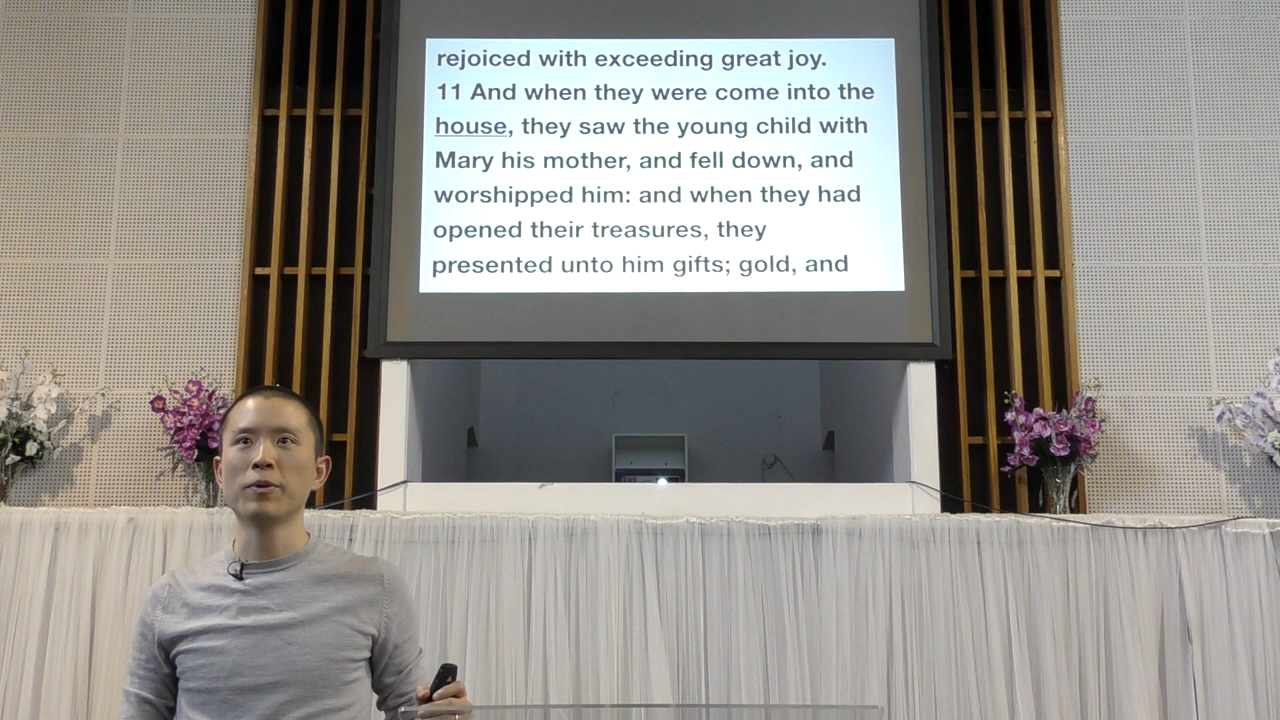 rejoiced with exceeding great joy.
11 And when they were come into the
house, they saw the young child with
Mary his mother, and fell down, and
worshipped him: and when they had
opened their treasures, they
presented unto him gifts; gold, and